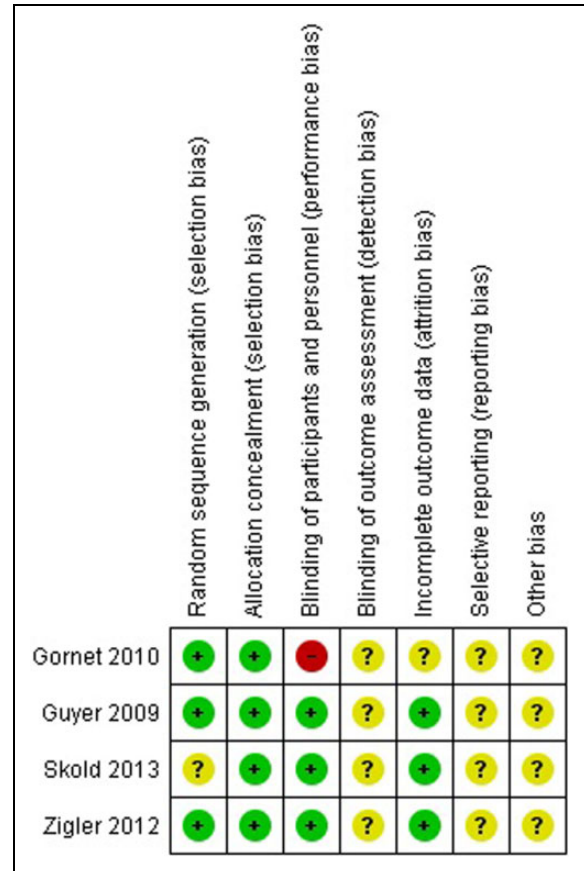 Random sequence generation (selection bias)
Allocation concealment (selection bias)
Blinding of participants and personnel (performance bias)
Blinding of outcome assessment (detection bias)
Incomplete outcome data (attrition bias)
Selective reporting (reporting bias)
Other bias
Gornet 2010 + + - ? ? ? ?
Guyer 2009 + + + ? + ? ?
Skold 2013 ? + + ? + ? ?
Zigler 2012 + + + ? + ? ?